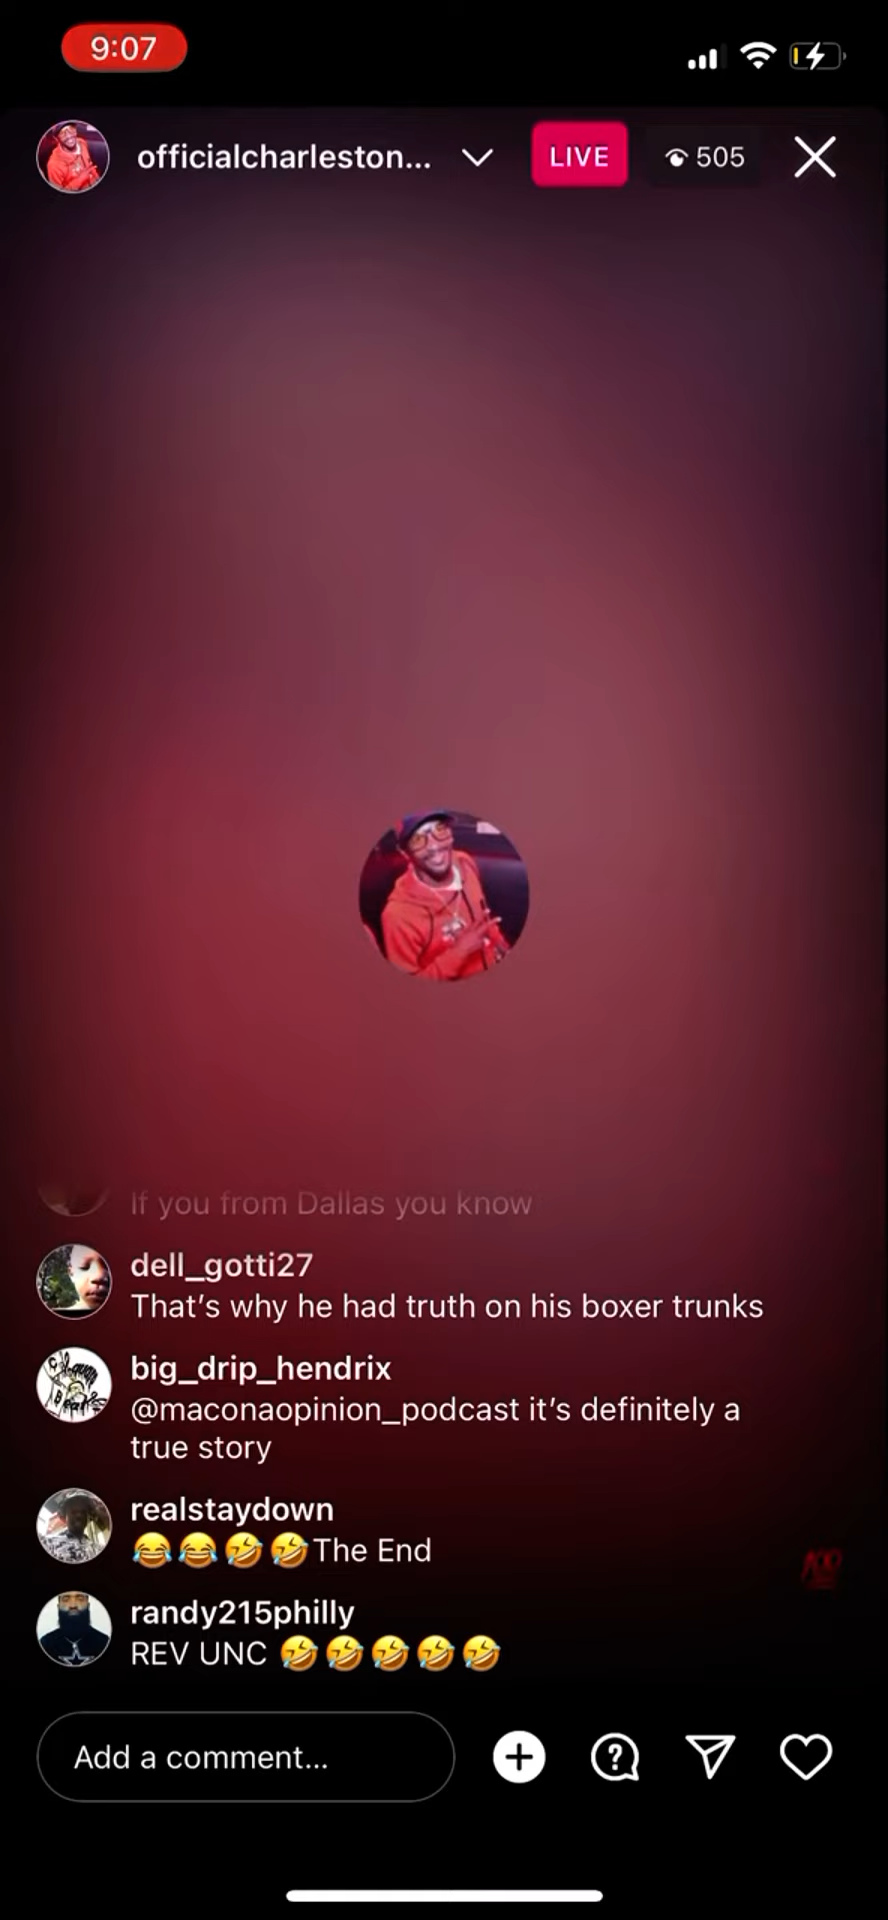 9:07
officialcharleston...
LIVE
505
If you from Dallas you know
dell_gotti27
That's why he had truth on his boxer trunks
big_drip_hendrix
@maconaopinion_podcast it's definitely a
true story
realstaydown
😂😂🤣🤣The End
randy215philly
REV UNC 🤣🤣🤣🤣🤣
Add a comment...